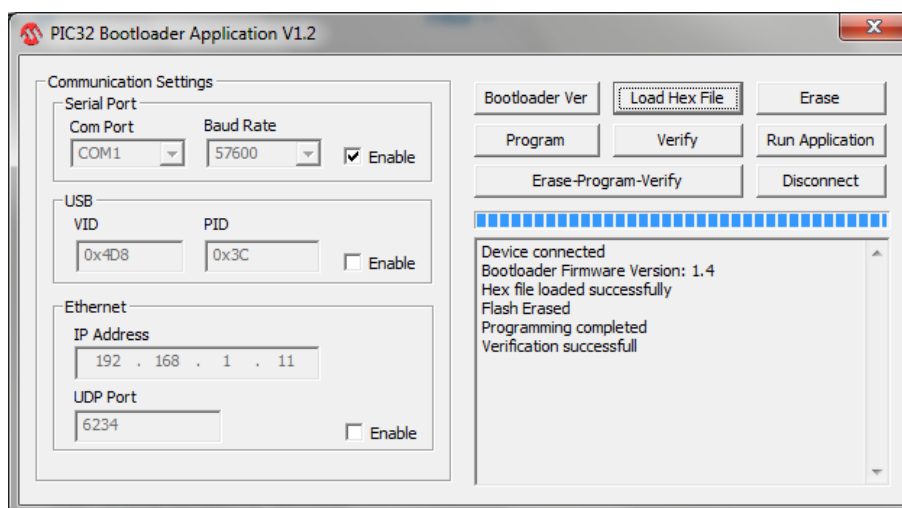 PIC32 Bootloader Application V1.2
Communication Settings
Serial Port
Com Port Baud Rate
COM1 57600 Enable
USB
VID PID
0x4D8 0x3C Enable
Ethernet
IP Address
192 . 168 . 1 . 11
UDP Port
6234 Enable
Bootloader Ver Load Hex File Erase
Program Verify Run Application
Erase-Program-Verify Disconnect
Device connected
Bootloader Firmware Version: 1.4
Hex file loaded successfully
Flash Erased
Programming completed
Verification successfull